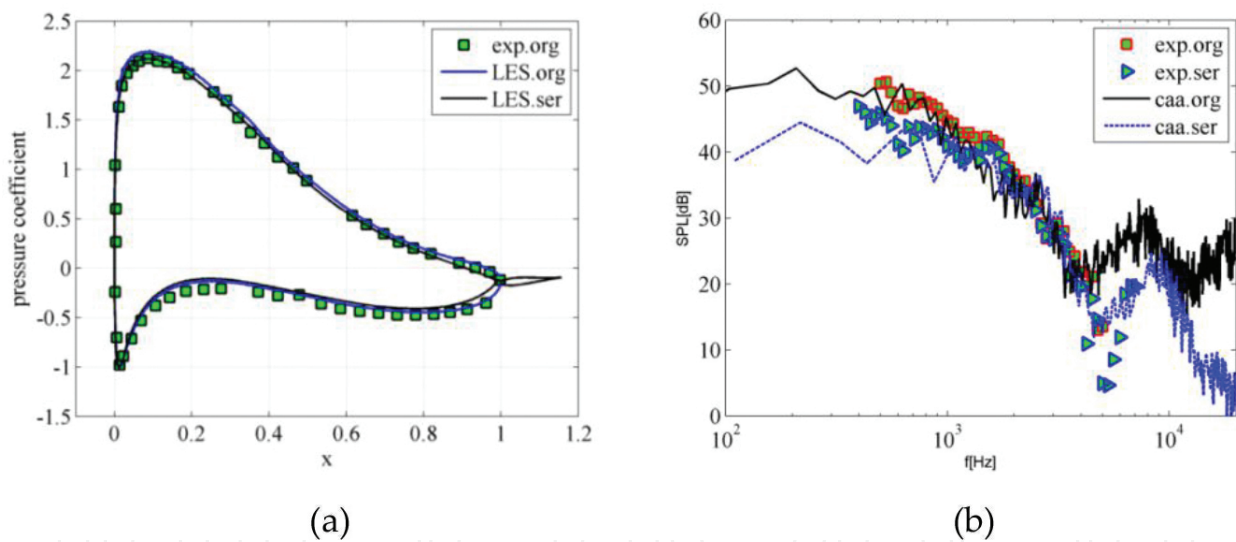 2.5
2
1.5
1
0.5
0
-0.5
-1
-1.5
pressure coefficient
0 0.2 0.4 0.6 0.8 1 1.2
x
exp.org
LES.org
LES.ser
(a)
60
50
40
30
20
10
0
SPL[dB]
10^2 10^3 10^4
f[Hz]
exp.org
exp.ser
caa.org
caa.ser
(b)